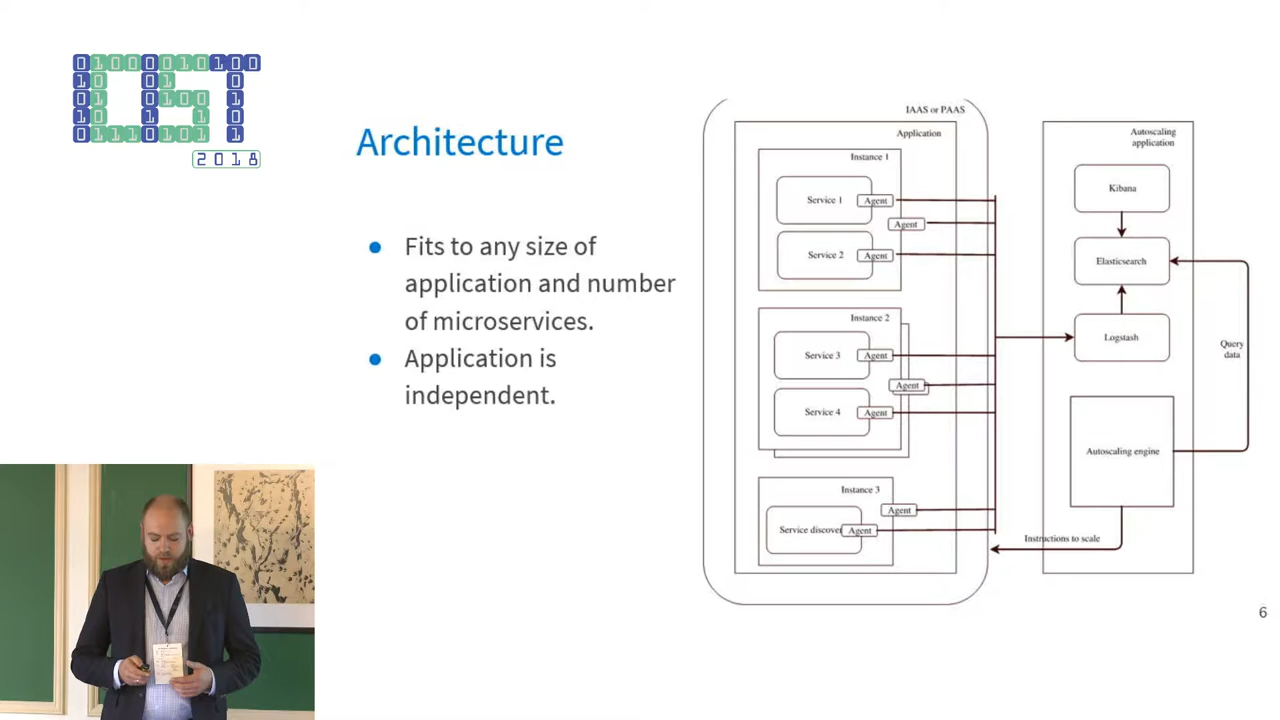 2018
Architecture
Fits to any size of
application and number
of microservices.
Application is
independent.
IAAS or PAAS
Application
Instance 1
Service 1
Agent
Agent
Service 2
Agent
Instance 2
Service 3
Agent
Agent
Service 4
Agent
Instance 3
Agent
Service discover
Agent
Autoscaling
application
Kibana
Elasticsearch
Logstash
Query
data
Autoscaling engine
Instructions to scale
6